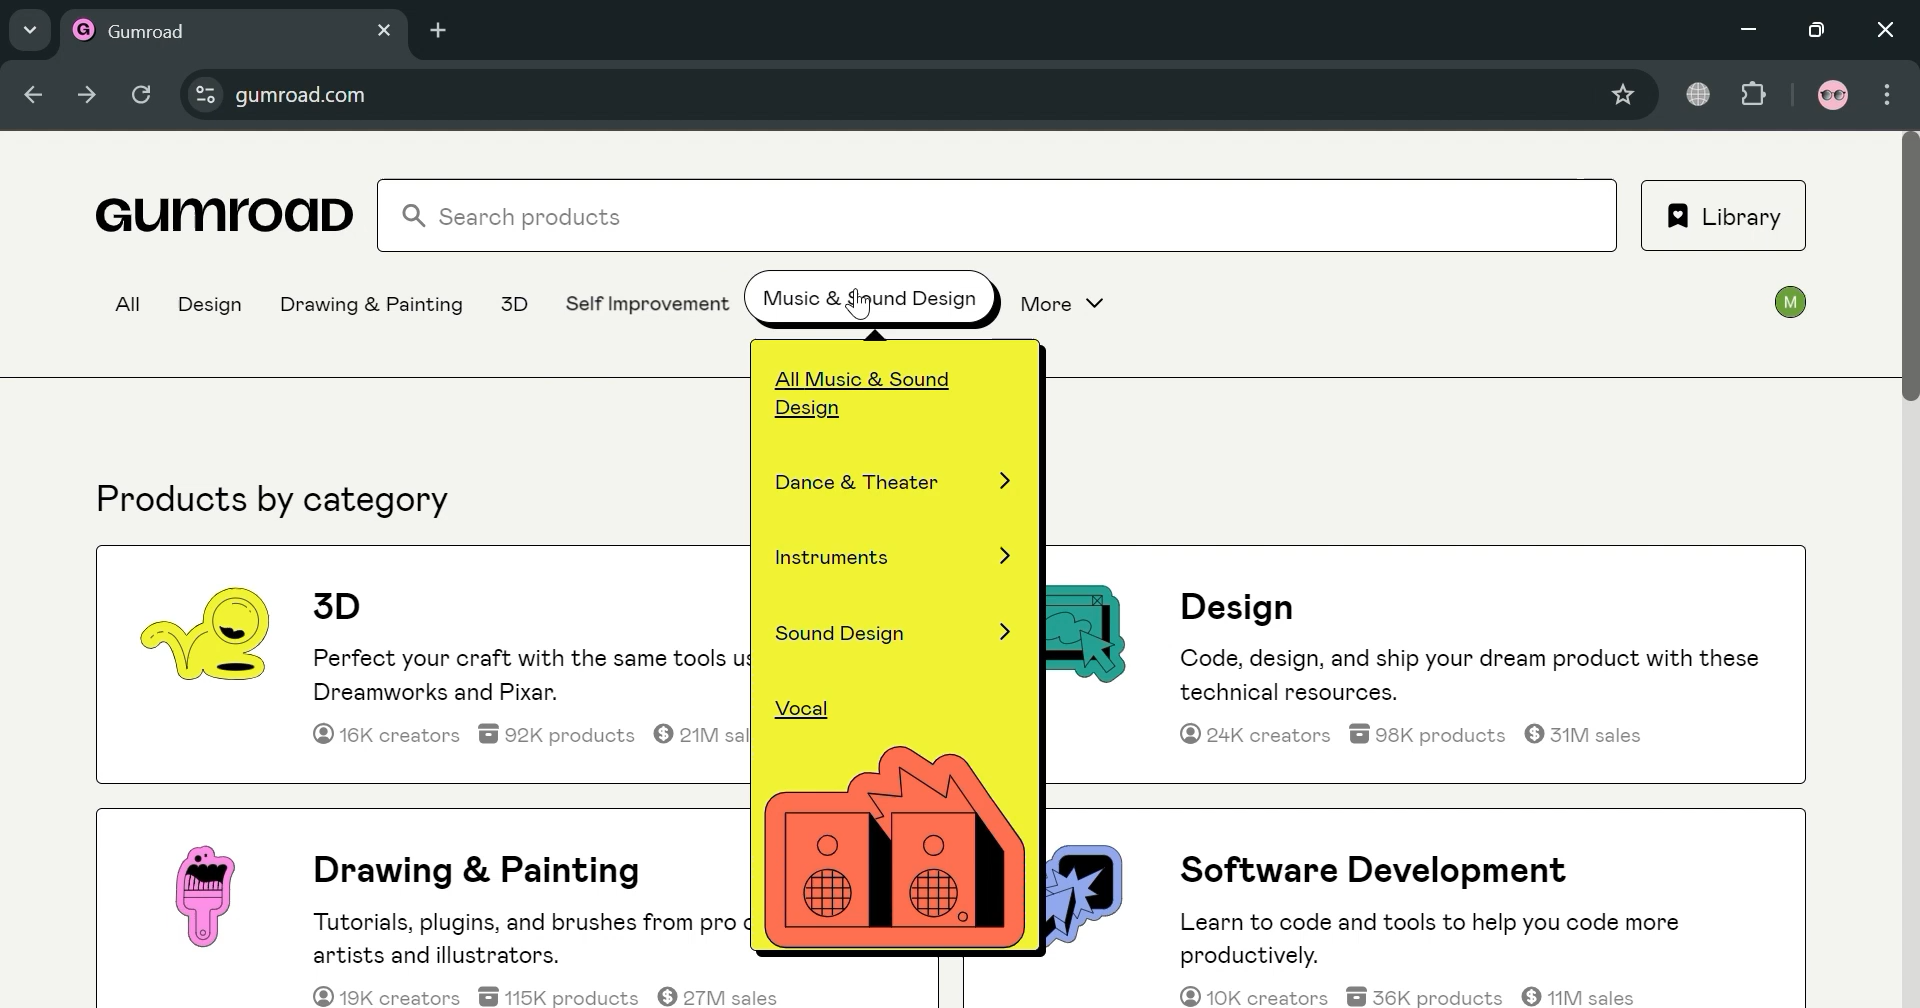 Gumroad
gumroad.com
GUMROAD
Search products
Library
All
Design
Drawing & Painting
3D
Self Improvement
Music & Sound Design
More
M
All Music & Sound
Design
Dance & Theater
Instruments
Sound Design
Vocal
Products by category
3D
Perfect your craft with the same tools us
Dreamworks and Pixar.
16K creators 92K products 21M sal
Design
Code, design, and ship your dream product with these
technical resources.
24K creators 98K products 31M sales
Drawing & Painting
Tutorials, plugins, and brushes from pro c
artists and illustrators.
19K creators 115K products 27M sales
Software Development
Learn to code and tools to help you code more
productively.
10K creators 36K products 11M sales